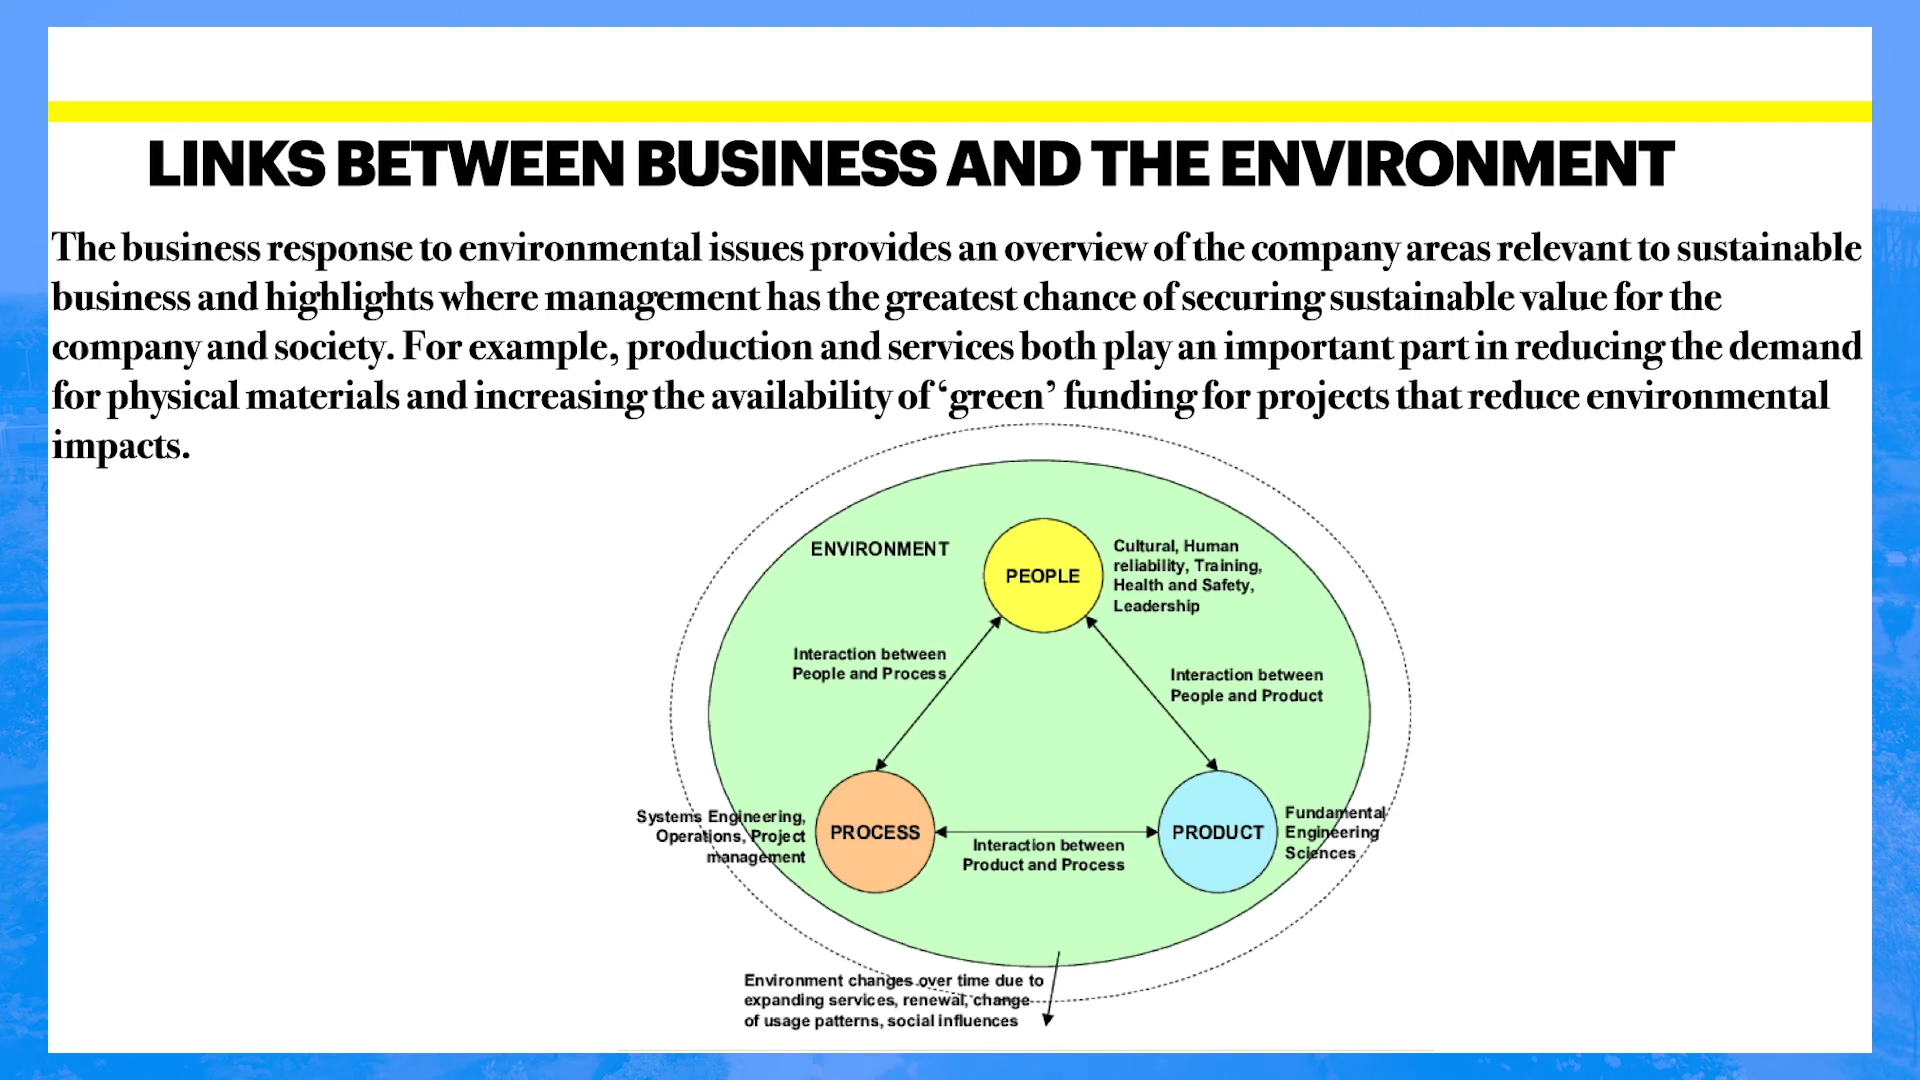 LINKS BETWEEN BUSINESS AND THE ENVIRONMENT
The business response to environmental issues provides an overview of the company areas relevant to sustainable
business and highlights where management has the greatest chance of securing sustainable value for the
company and society. For example, production and services both play an important part in reducing the demand
for physical materials and increasing the availability of ‘green’ funding for projects that reduce environmental
impacts.
ENVIRONMENT
PEOPLE
Cultural, Human
reliability, Training,
Health and Safety,
Leadership
Interaction between
People and Process
Interaction between
People and Product
Systems Engineering,
Operations, Project
management
PROCESS
Interaction between
Product and Process
PRODUCT
Fundamental
Engineering
Sciences
Environment changes over time due to
expanding services, renewal, change
of usage patterns, social influences